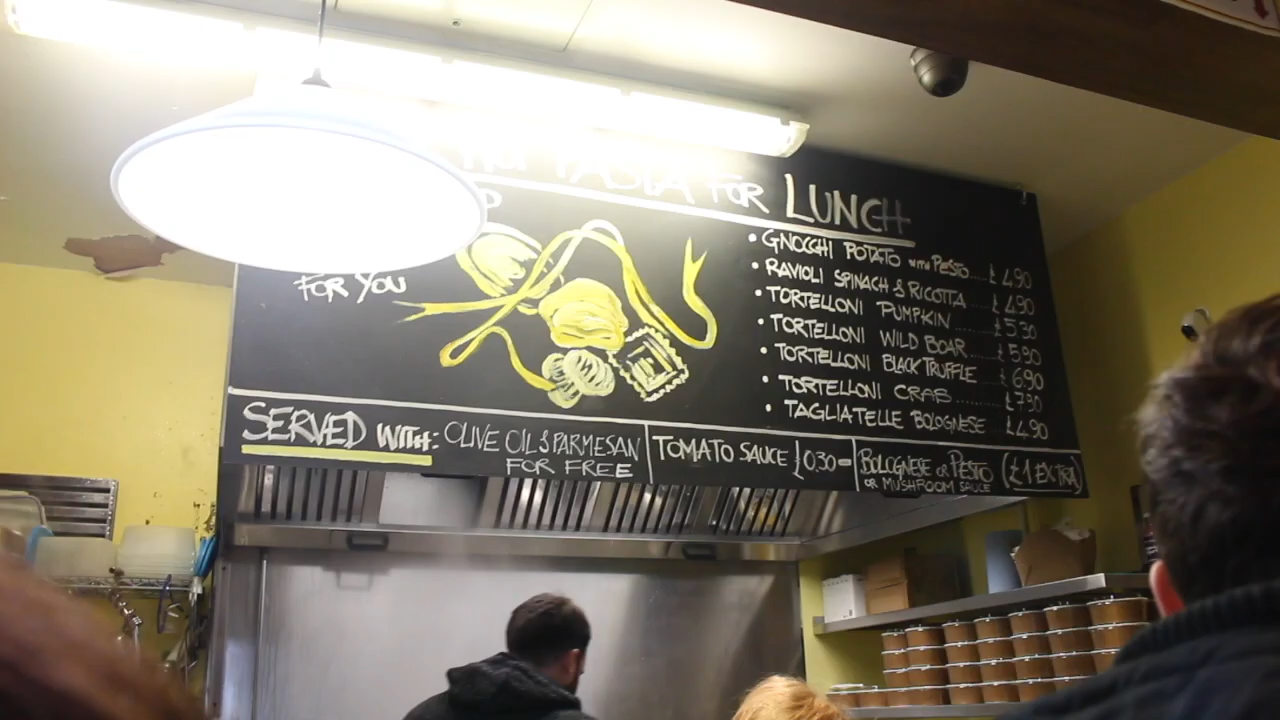 PASTA FOR LUNCH
FOR YOU
• GNOCCHI POTATO WITH PESTO...£4,90
• RAVIOLI SPINACH & RICOTTA...£4,90
• TORTELLONI PUMPKIN.....£5,30
• TORTELLONI WILD BOAR....£5,90
• TORTELLONI BLACK TRUFFLE...£6,90
• TORTELLONI CRAB..........£7,90
• TAGLIATELLE BOLOGNESE £4,90
SERVED WITH: OLIVE OIL & PARMESAN
FOR FREE
TOMATO SAUCE £0,30=
BOLOGNESE OR PESTO (£1 EXTRA)
OR MUSHROOM SAUCE